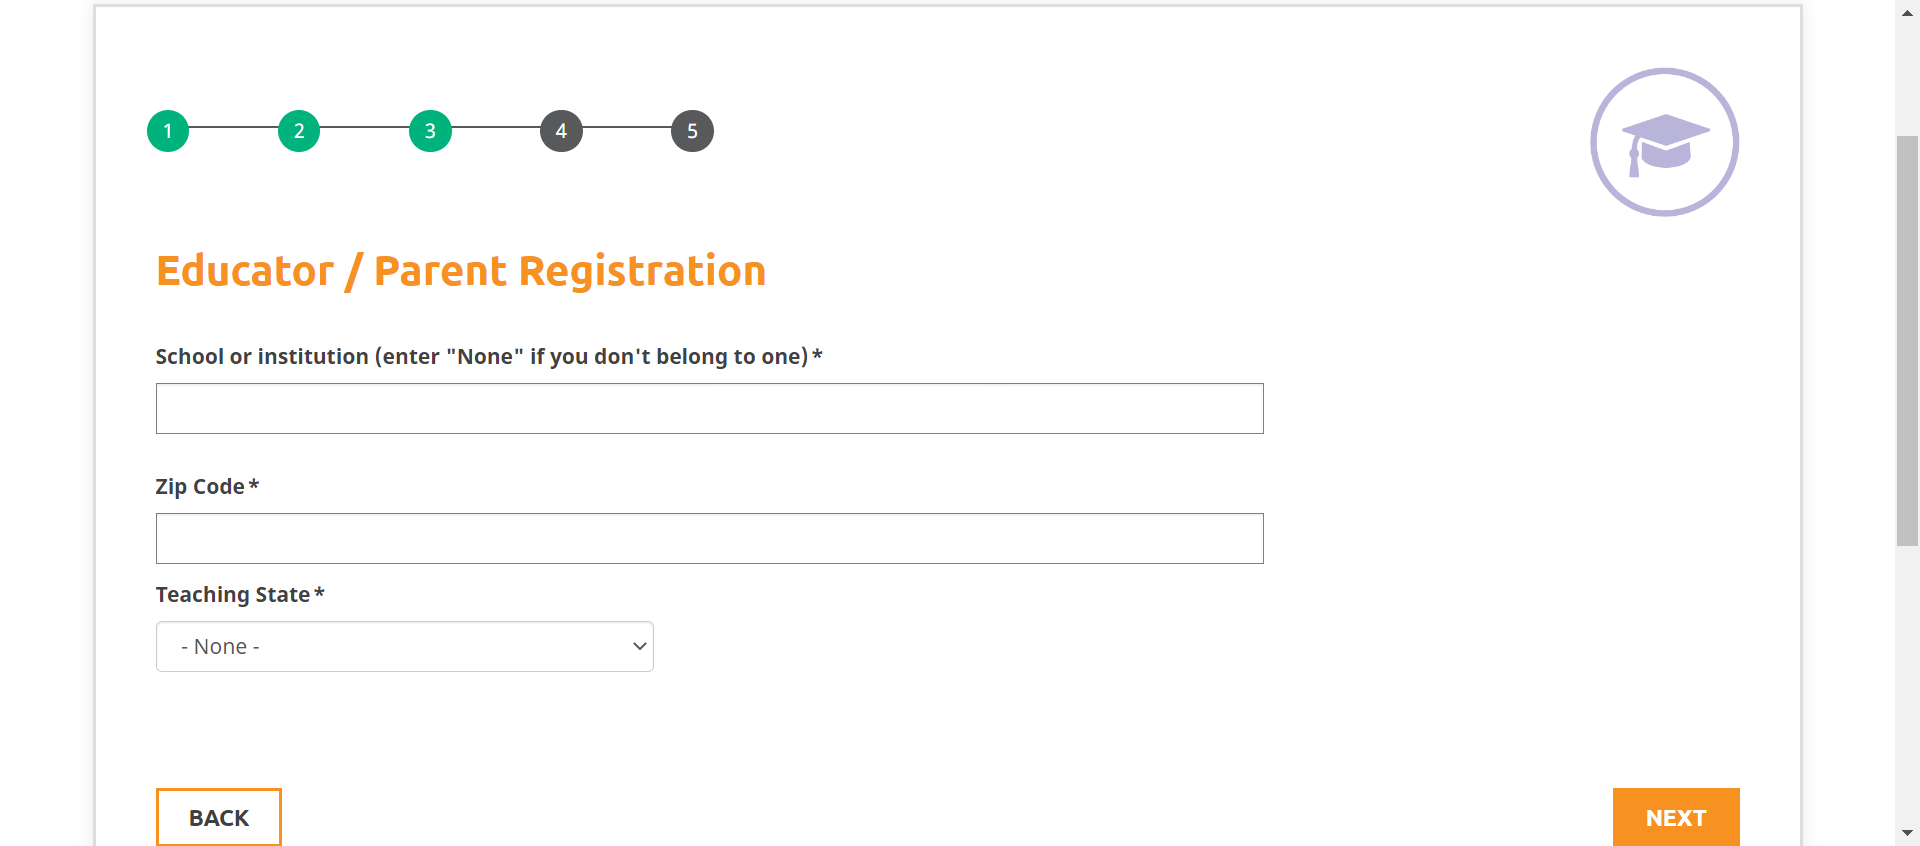 1 2 3 4 5
Educator / Parent Registration
School or institution (enter "None" if you don't belong to one) *
Zip Code *
Teaching State *
- None -
BACK NEXT